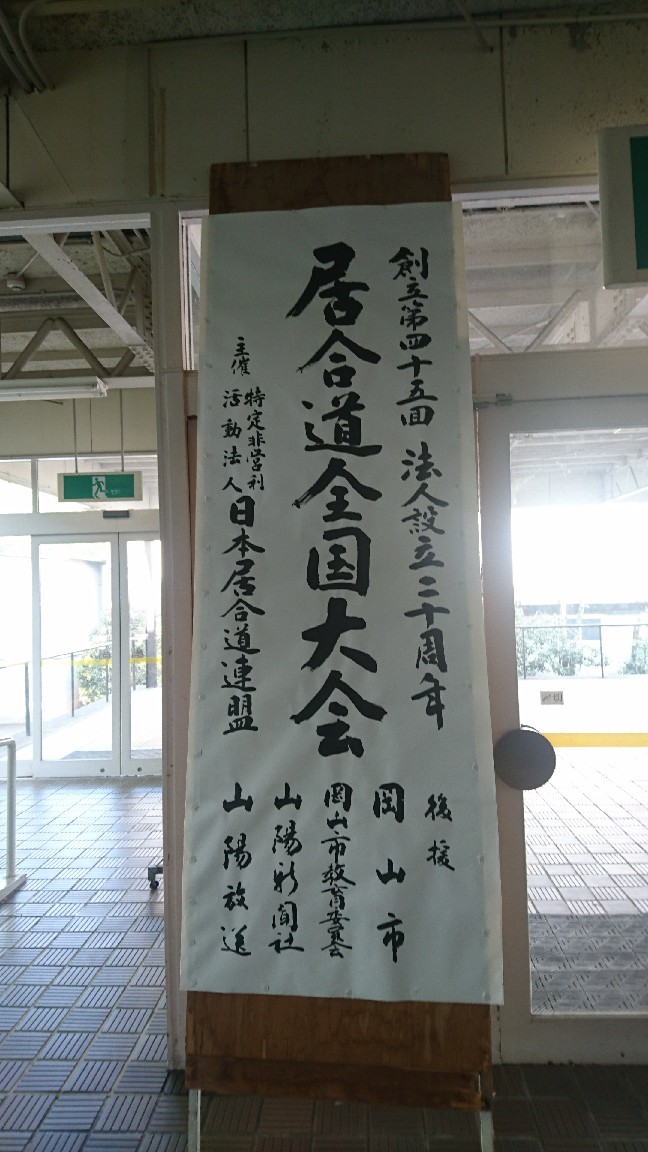 創立第四十五回 法人設立二十周年
居合道全国大会
主催 特定非営利
活動法人 日本居合道連盟
後援
岡山市
岡山市教育委員会
山陽新聞社
山陽放送